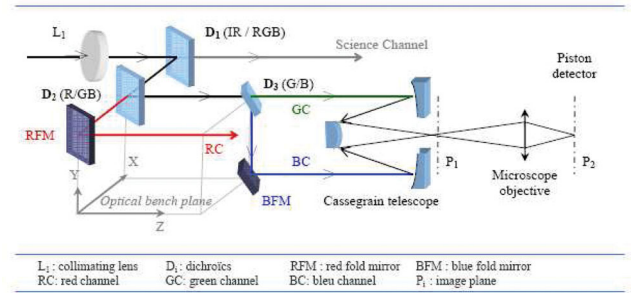 L1
D1 (IR / RGB)
Science Channel
Piston
detector
D2 (R/GB)
D3 (G/B)
GC
RFM
RC
X
BC
P1
P2
Y
Optical bench plane
Microscope
objective
BFM
Cassegrain telescope
Z
L1 : collimating lens
Di : dichroïcs
RFM : red fold mirror
BFM : blue fold mirror
RC: red channel
GC: green channel
BC: bleu channel
Pi : image plane